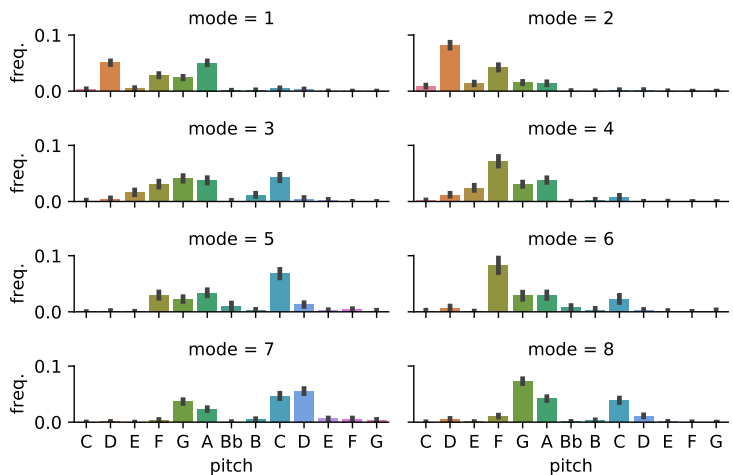 mode = 1
mode = 2
0.1
freq.
0.0
C D E F G A Bb B C D E F G
mode = 3
mode = 4
0.1
freq.
0.0
mode = 5
mode = 6
0.1
freq.
0.0
mode = 7
mode = 8
0.1
freq.
0.0
C D E F G A Bb B C D E F G
C D E F G A Bb B C D E F G
pitch
pitch